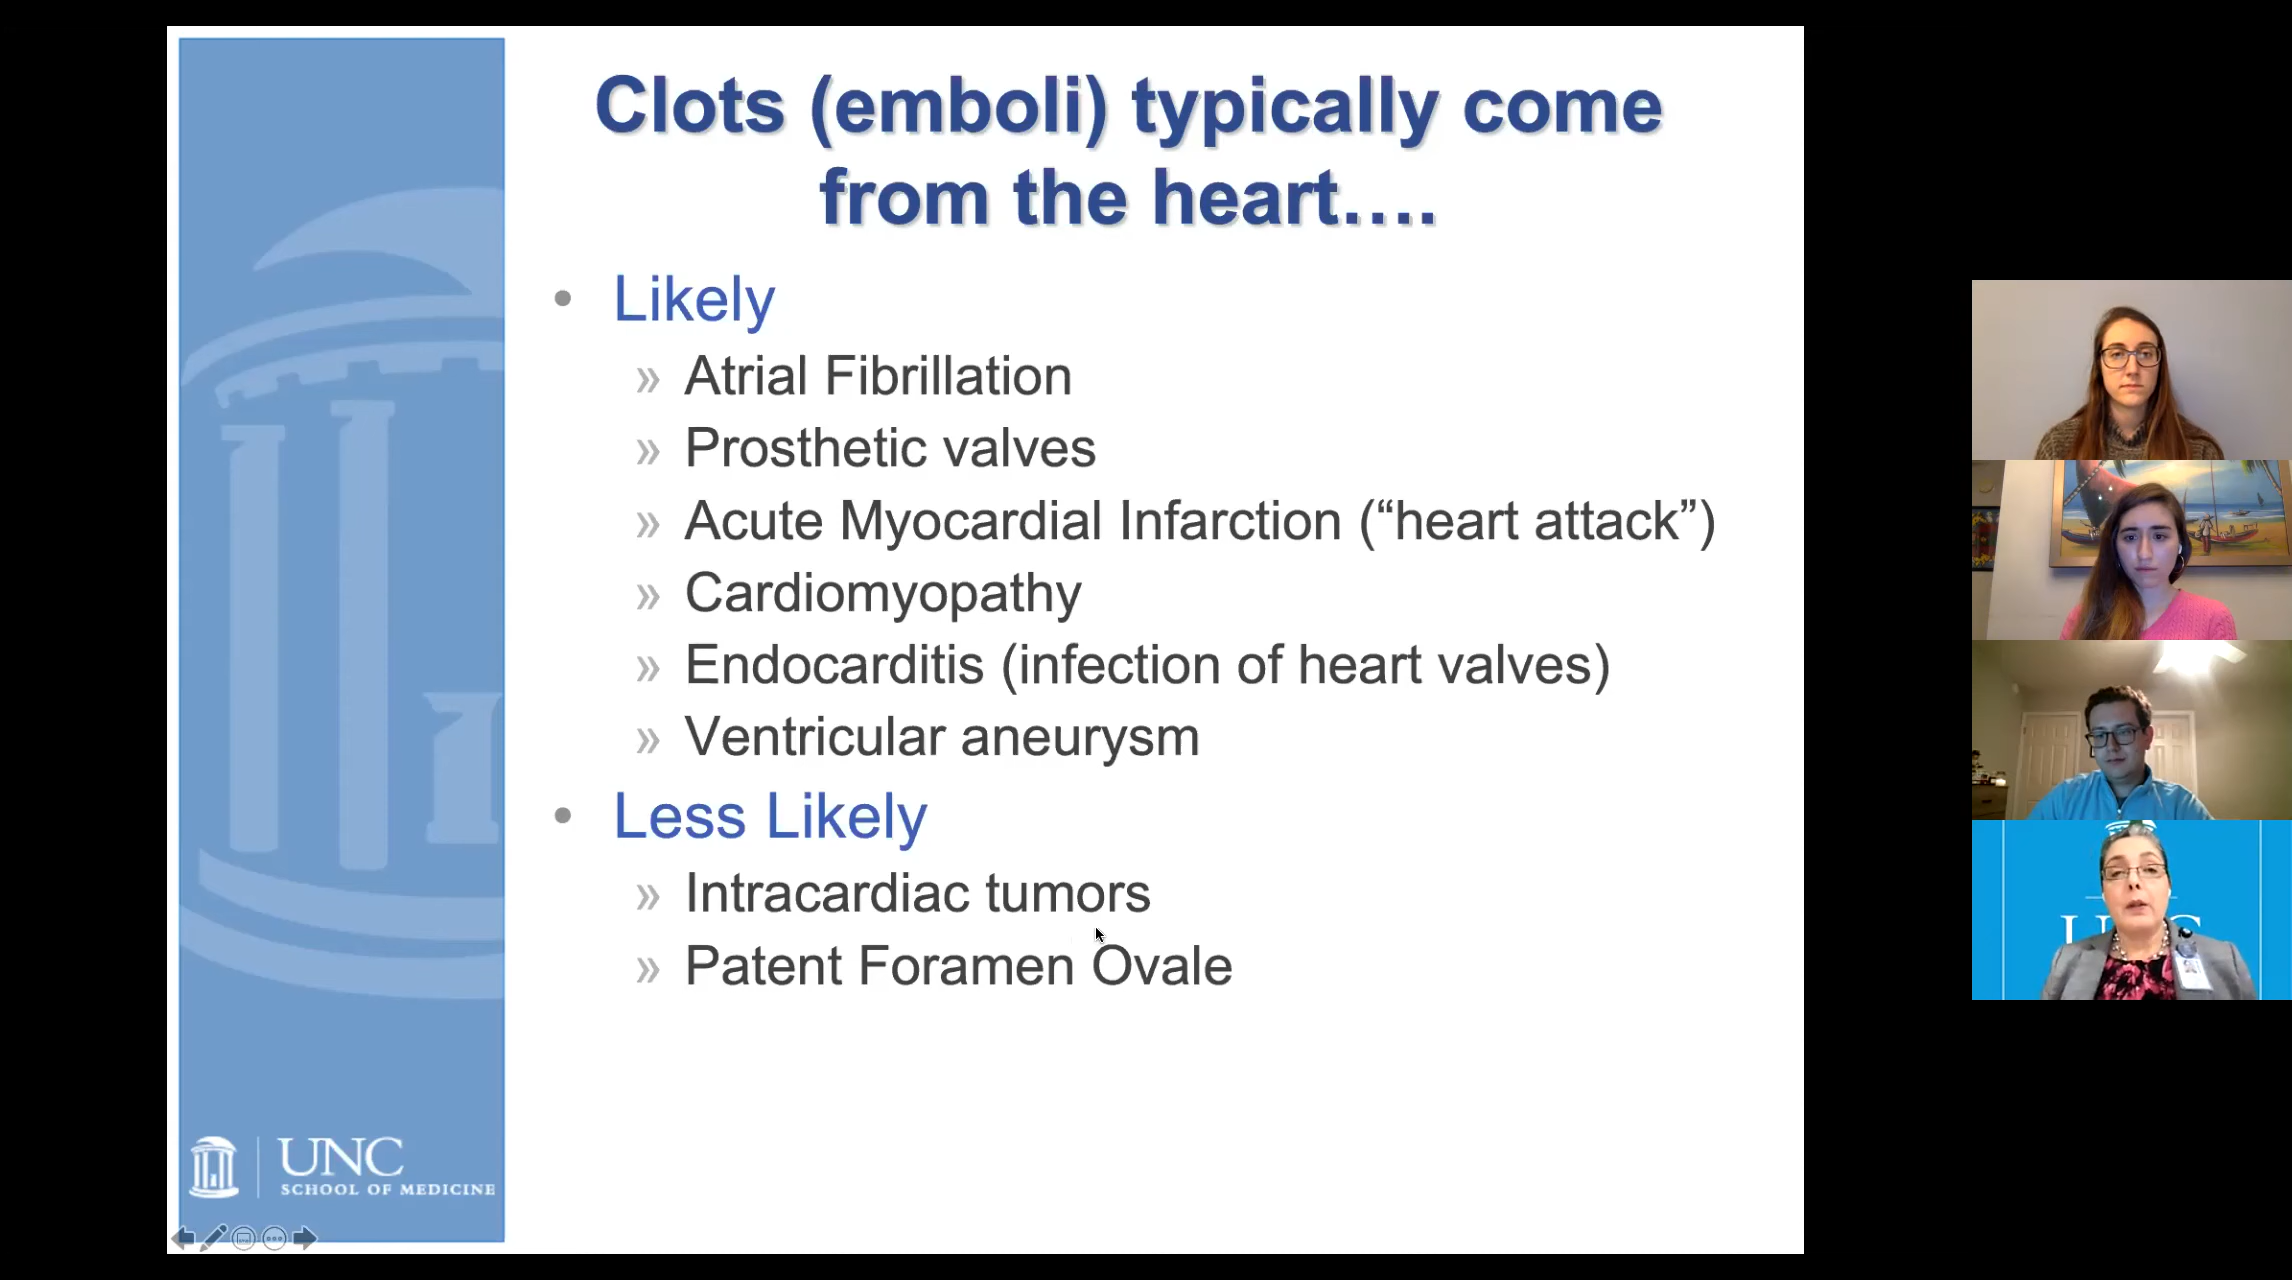 Clots (emboli) typically come
from the heart....
• Likely
» Atrial Fibrillation
» Prosthetic valves
» Acute Myocardial Infarction (“heart attack”)
» Cardiomyopathy
» Endocarditis (infection of heart valves)
» Ventricular aneurysm
• Less Likely
» Intracardiac tumors
» Patent Foramen Ovale
UNC
SCHOOL OF MEDICINE